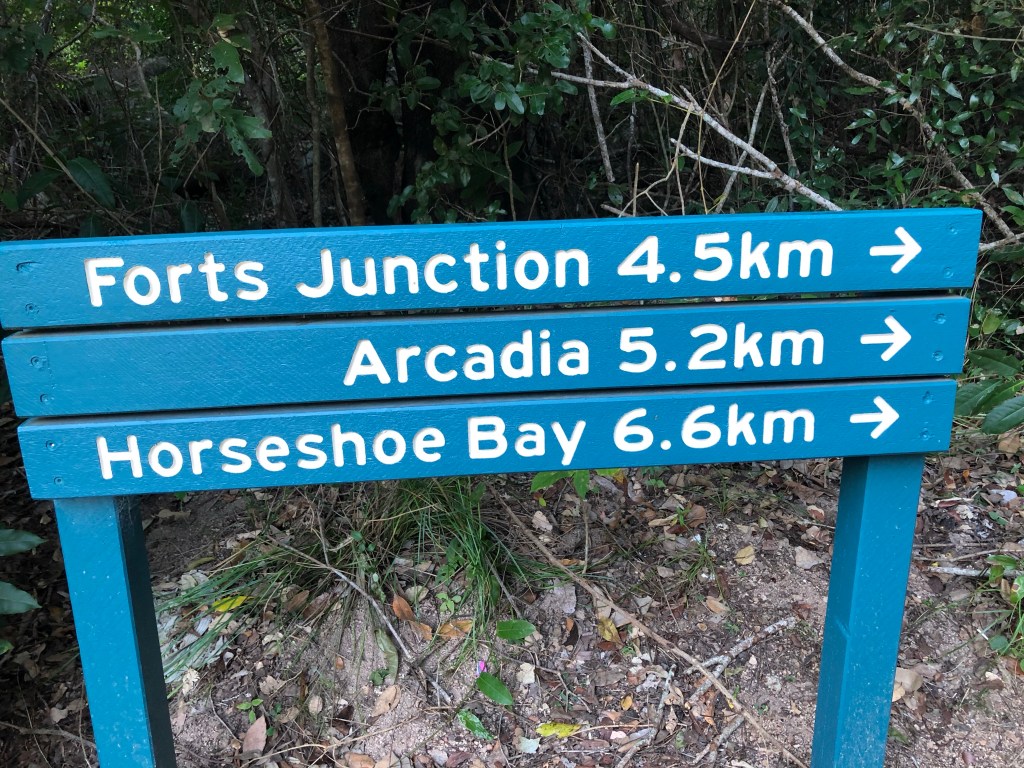 Forts Junction 4.5km →
Arcadia 5.2km →
Horseshoe Bay 6.6km →